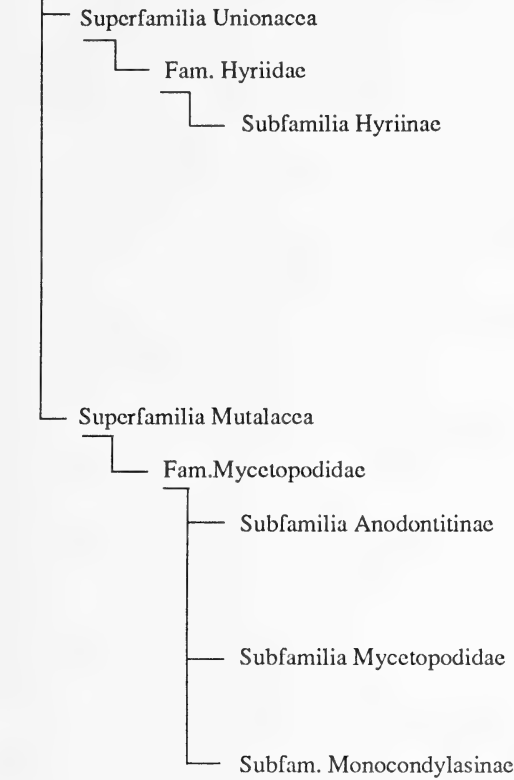 Superfamilia Unionacea
Fam. Hyriidae
Subfamilia Hyriinae
Superfamilia Mutalacea
Fam.Mycetopodidae
Subfamilia Anodontitinae
Subfamilia Mycetopodidae
Subfam. Monocondylasinae